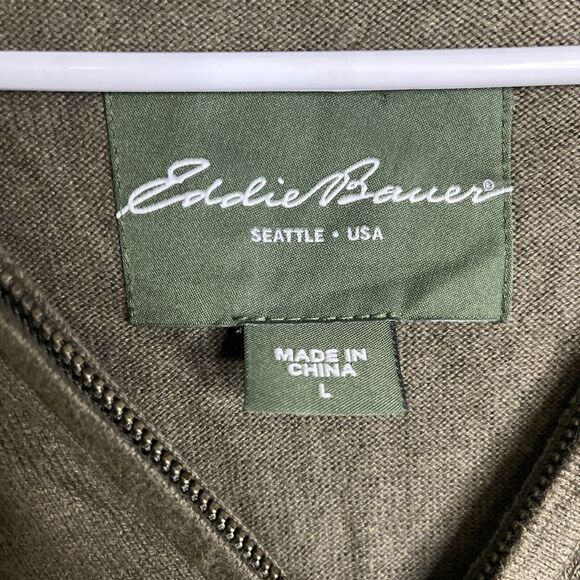 Eddie Bauer®
SEATTLE • USA
MADE IN
CHINA
L